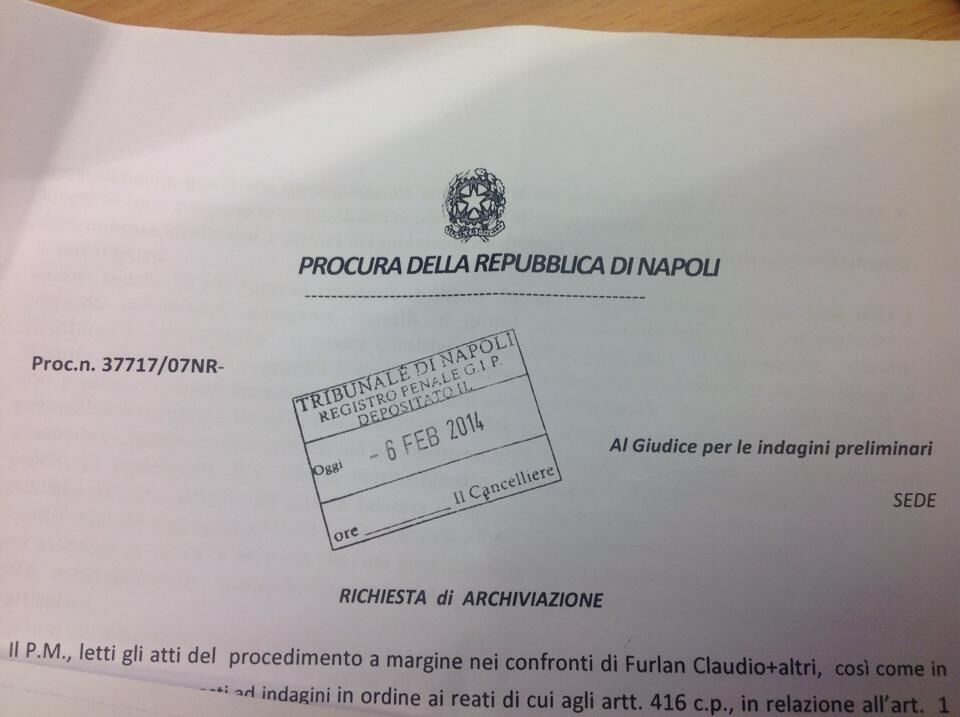 PROCURA DELLA REPUBBLICA DI NAPOLI
Proc.n. 37717/07NR-
TRIBUNALE DI NAPOLI
REGISTRO PENALE G.I.P.
DEPOSITATO IL
Oggi - 6 FEB 2014
Il Cancelliere
ore
Al Giudice per le indagini preliminari
SEDE
RICHIESTA di ARCHIVIAZIONE
Il P.M., letti gli atti del procedimento a margine nei confronti di Furlan Claudio+altri, così come in
ad indagini in ordine ai reati di cui agli artt. 416 c.p., in relazione all'art. 1